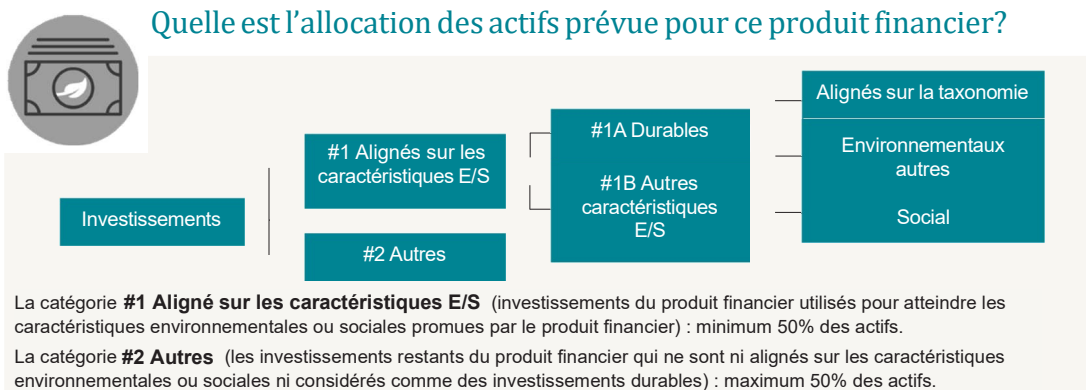 Quelle est l’allocation des actifs prévue pour ce produit financier?
Investissements
#1 Alignés sur les
caractéristiques E/S
#2 Autres
#1A Durables
#1B Autres
caractéristiques
E/S
Alignés sur la taxonomie
Environnementaux
autres
Social
La catégorie #1 Aligné sur les caractéristiques E/S (investissements du produit financier utilisés pour atteindre les
caractéristiques environnementales ou sociales promues par le produit financier) : minimum 50% des actifs.
La catégorie #2 Autres (les investissements restants du produit financier qui ne sont ni alignés sur les caractéristiques
environnementales ou sociales ni considérés comme des investissements durables) : maximum 50% des actifs.